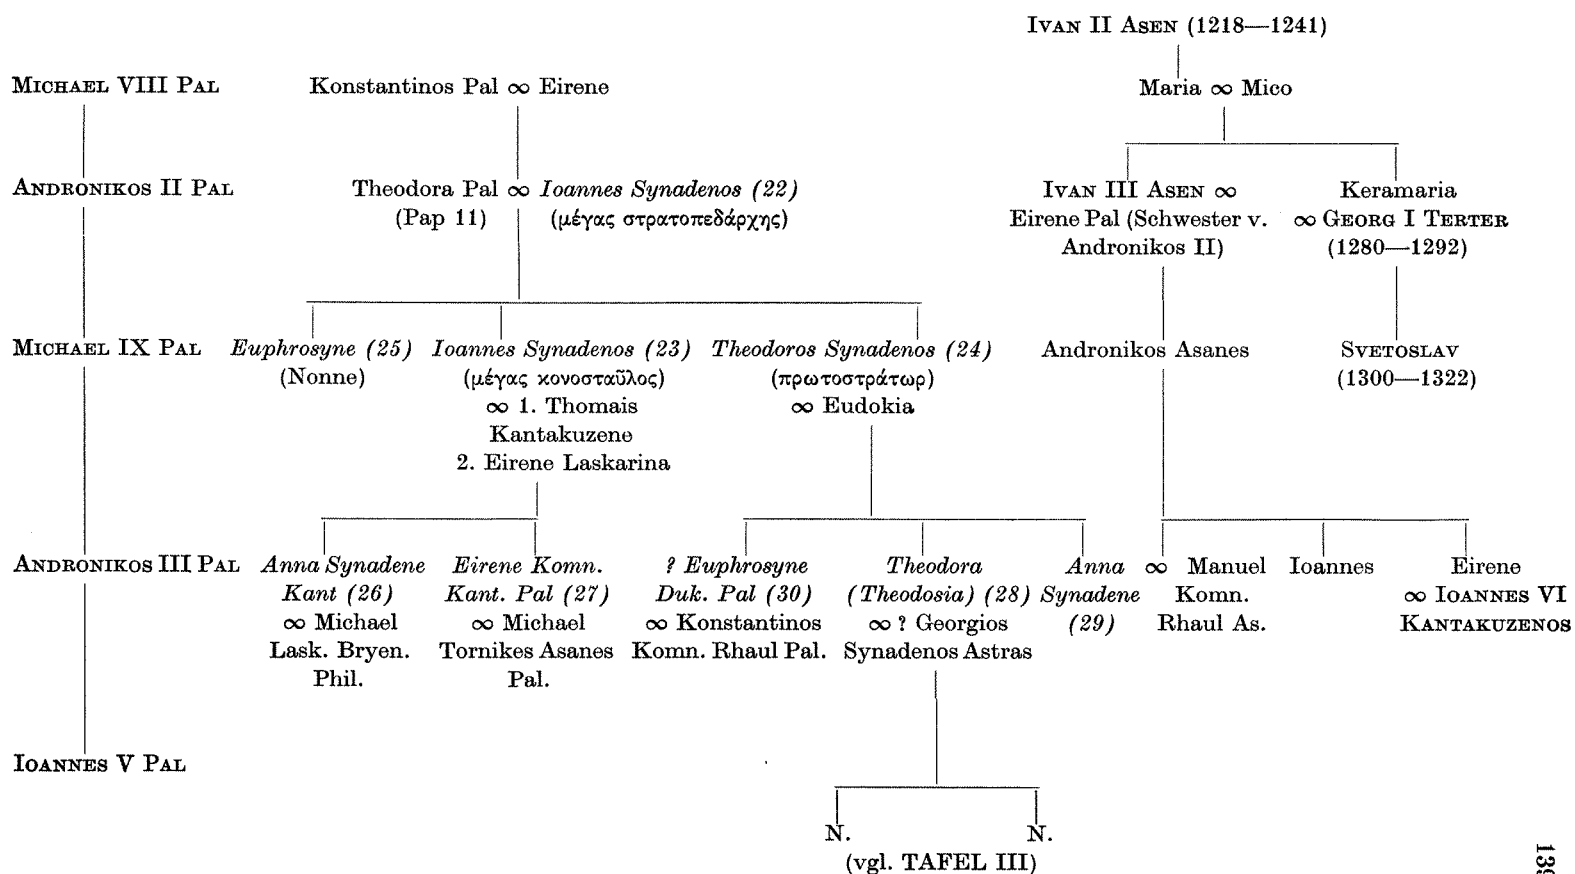 IVAN II ASEN (1218—1241)
MICHAEL VIII PAL
Konstantinos Pal ∞ Eirene
Maria ∞ Mico
ANDRONIKOS II PAL
Theodora Pal ∞ Ioannes Synadenos (22)
(Pap 11) (μέγας στρατοπεδάρχης)
IVAN III ASEN ∞
Eirene Pal (Schwester v.
Andronikos II)
Keramaria
∞ GEORG I TERTER
(1280—1292)
MICHAEL IX PAL
Euphrosyne (25)
(Nonne)
Ioannes Synadenos (23)
(μέγας κονοσταῦλος)
∞ 1. Thomais
Kantakuzene
2. Eirene Laskarina
Theodoros Synadenos (24)
(πρωτοστράτωρ)
∞ Eudokia
Andronikos Asanes
SVETOSLAV
(1300—1322)
ANDRONIKOS III PAL
Anna Synadene
Kant (26)
∞ Michael
Lask. Bryen.
Phil.
Eirene Komn.
Kant. Pal (27)
∞ Michael
Tornikes Asanes
Pal.
? Euphrosyne
Duk. Pal (30)
∞ Konstantinos
Komn. Rhaul Pal.
Theodora
(Theodosia) (28)
∞ ? Georgios
Synadenos Astras
Anna
Synadene
(29)
∞ Manuel
Komn.
Rhaul As.
Ioannes
Eirene
∞ IOANNES VI
KANTAKUZENOS
IOANNES V PAL
N. N.
(vgl. TAFEL III)
139